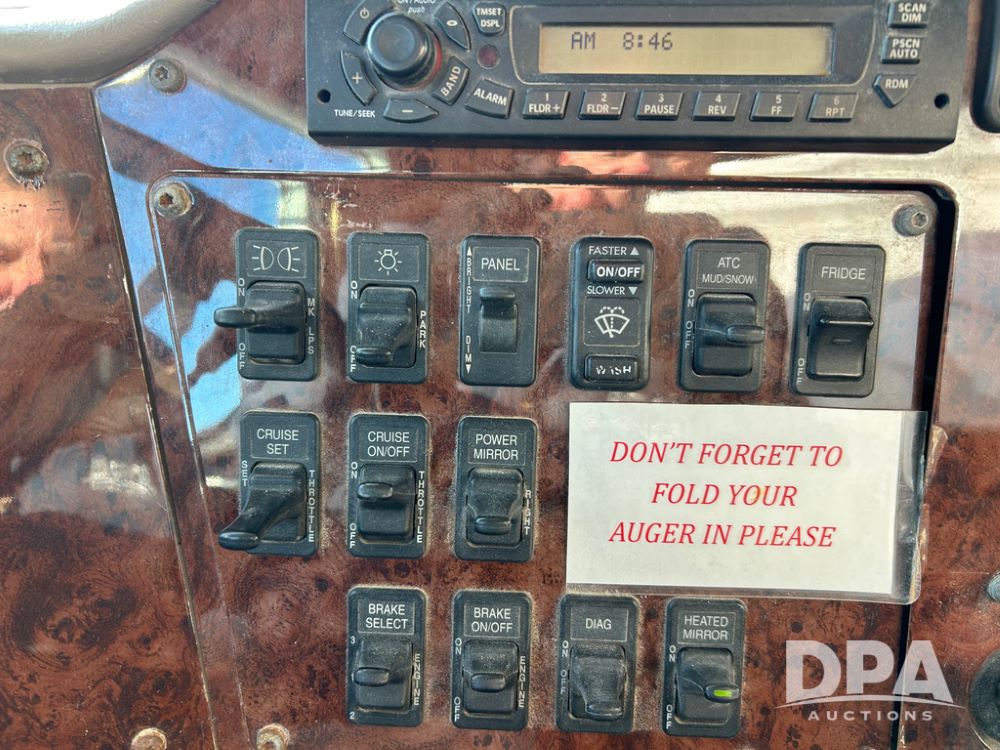 ON / AUDIO
push
TMSET
DSPL
AM 8:46
SCAN
DIM
PSCN
AUTO
RDM
BAND
ALARM
TUNE/SEEK
1
FLDR+
2
FLDR-
3
PAUSE
4
REV
5
FF
6
RPT
ON
OFF
MK LPS
ON
OFF
PARK
PANEL
▲BRIGHT
DIM▼
FASTER ▲
ON/OFF
SLOWER ▼
WASH
ATC
MUD/SNOW
ON
OFF
FRIDGE
ON
OFF
CRUISE
SET
SET
THROTTLE
CRUISE
ON/OFF
ON
OFF
THROTTLE
POWER
MIRROR
RIGHT
DON'T FORGET TO
FOLD YOUR
AUGER IN PLEASE
BRAKE
SELECT
3
2
ENGINE
BRAKE
ON/OFF
ON
OFF
ENGINE
DIAG
ON
OFF
HEATED
MIRROR
ON
OFF
DPA
AUCTIONS